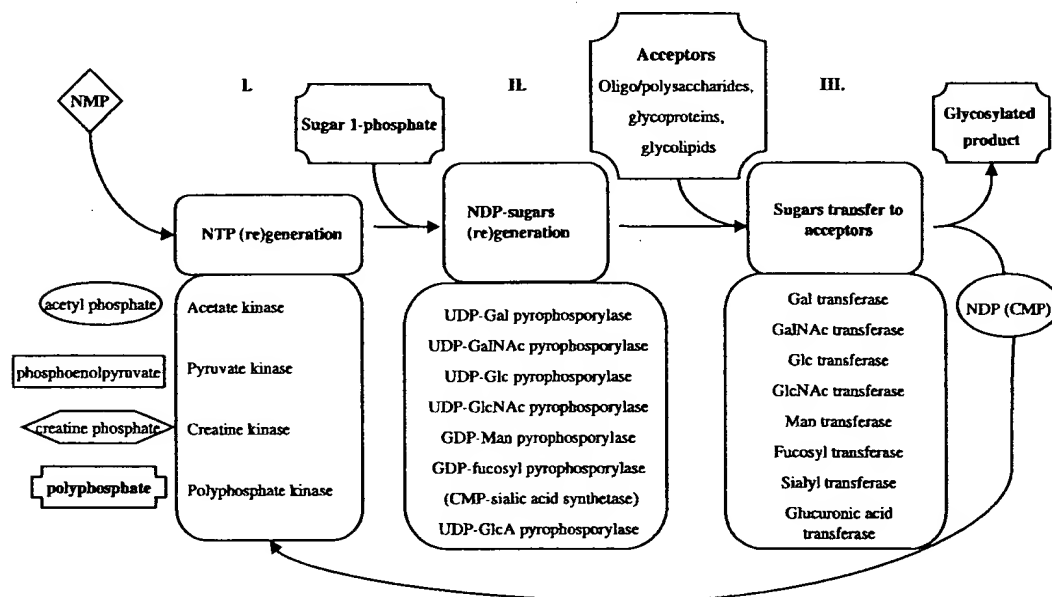 I.
II.
III.
NMP
Sugar 1-phosphate
Acceptors
Oligo/polysaccharides,
glycoproteins,
glycolipids
Glycosylated
product
NTP (re)generation
NDP-sugars
(re)generation
Sugars transfer to
acceptors
acetyl phosphate
Acetate kinase
phosphoenolpyruvate
Pyruvate kinase
creatine phosphate
Creatine kinase
polyphosphate
Polyphosphate kinase
UDP-Gal pyrophosporylase
UDP-GalNAc pyrophosporylase
UDP-Glc pyrophosporylase
UDP-GlcNAc pyrophosporylase
GDP-Man pyrophosporylase
GDP-fucosyl pyrophosporylase
(CMP-sialic acid synthetase)
UDP-GlcA pyrophosporylase
Gal transferase
GalNAc transferase
Glc transferase
GlcNAc transferase
Man transferase
Fucosyl transferase
Sialyl transferase
Glucuronic acid
transferase
NDP (CMP)